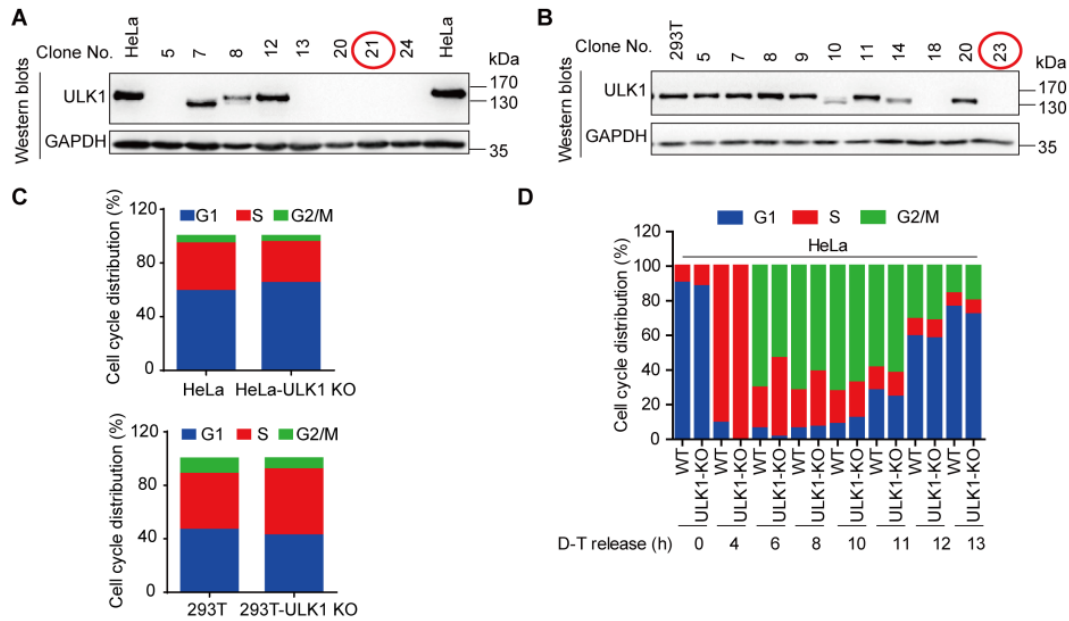 A
Clone No. HeLa 5 7 8 12 13 20 21 24 HeLa
kDa
Western blots
ULK1
170
130
GAPDH
35
B
Clone No. 293T 5 7 8 9 10 11 14 18 20 23
kDa
Western blots
ULK1
170
130
GAPDH
35
C
Cell cycle distribution (%)
G1 S G2/M
120
80
40
0
HeLa HeLa-ULK1 KO
Cell cycle distribution (%)
G1 S G2/M
120
80
40
0
293T 293T-ULK1 KO
D
G1 S G2/M
HeLa
Cell cycle distribution (%)
120
100
80
60
40
20
0
WT ULK1-KO WT ULK1-KO WT ULK1-KO WT ULK1-KO WT ULK1-KO WT ULK1-KO WT ULK1-KO WT ULK1-KO
D-T release (h) 0 4 6 8 10 11 12 13